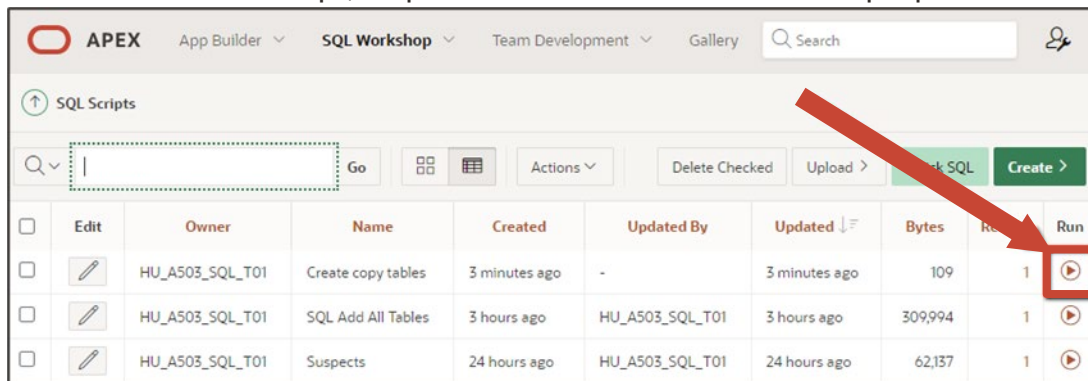 APEX App Builder SQL Workshop Team Development Gallery Search
SQL Scripts
Go Actions Delete Checked Upload > SQL Create >
Edit Owner Name Created Updated By Updated Bytes Run
HU_A503_SQL_T01 Create copy tables 3 minutes ago - 3 minutes ago 109 1
HU_A503_SQL_T01 SQL Add All Tables 3 hours ago HU_A503_SQL_T01 3 hours ago 309,994 1
HU_A503_SQL_T01 Suspects 24 hours ago HU_A503_SQL_T01 24 hours ago 62,137 1